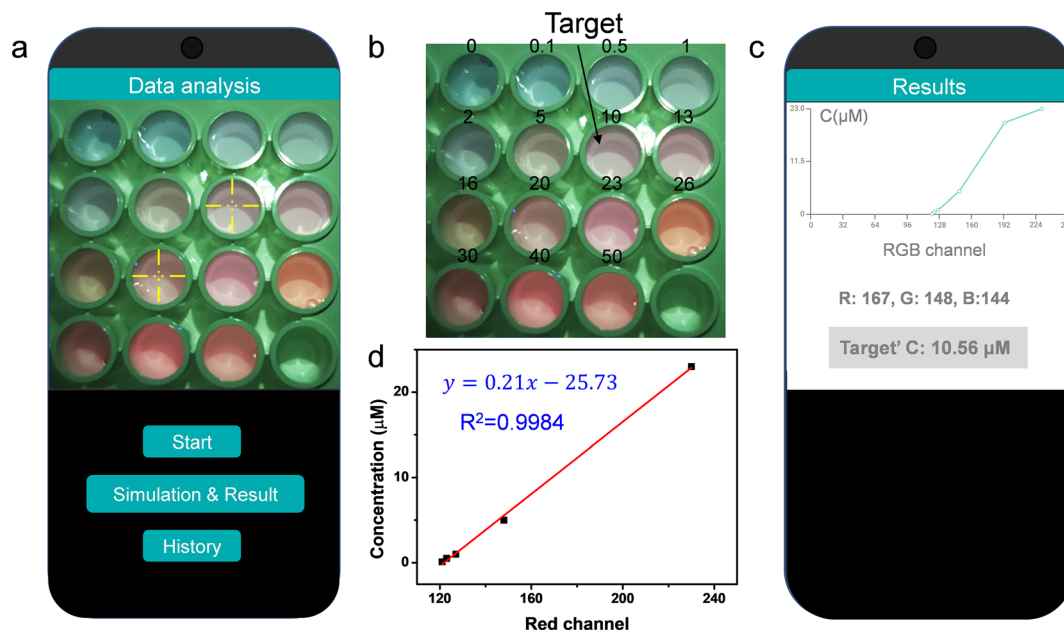 a
Data analysis
Start
Simulation & Result
History
b
Target
0 0.1 0.5 1
2 5 10 13
16 20 23 26
30 40 50
c
Results
C(μM)
23.0
11.5
0
0 32 64 96 128 160 192 224
RGB channel
R: 167, G: 148, B:144
Target' C: 10.56 μM
d
y = 0.21x − 25.73
R²=0.9984
Concentration (μM)
20
10
0
120 160 200 240
Red channel